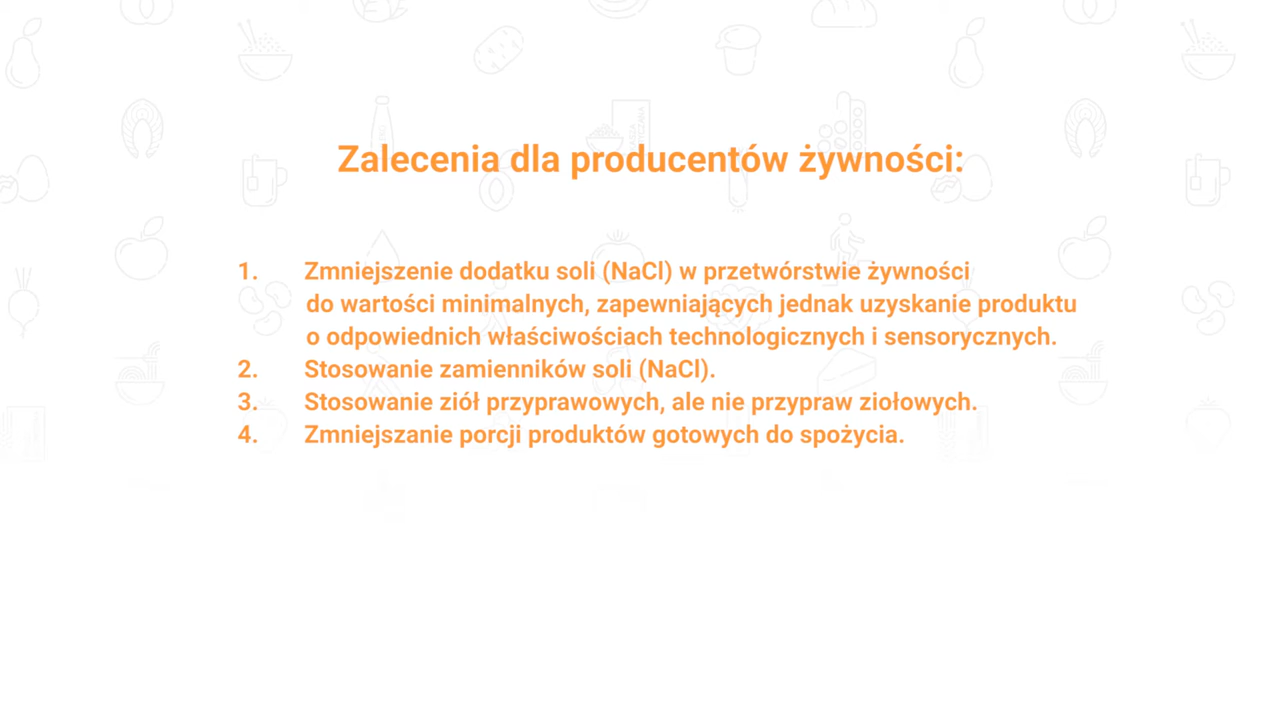 Zalecenia dla producentów żywności:
1. Zmniejszenie dodatku soli (NaCl) w przetwórstwie żywności
do wartości minimalnych, zapewniających jednak uzyskanie produktu
o odpowiednich właściwościach technologicznych i sensorycznych.
2. Stosowanie zamienników soli (NaCl).
3. Stosowanie ziół przyprawowych, ale nie przypraw ziołowych.
4. Zmniejszanie porcji produktów gotowych do spożycia.